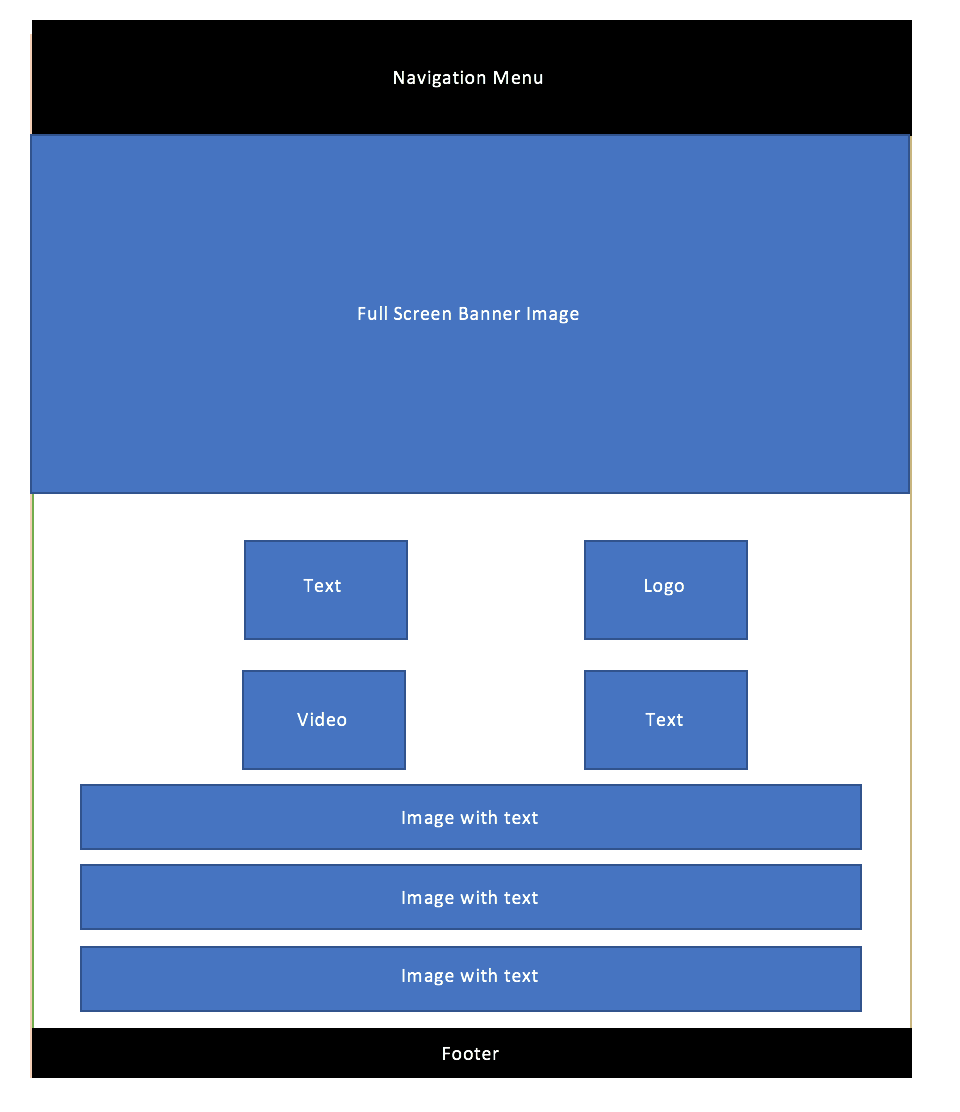 Navigation Menu
Full Screen Banner Image
Text
Logo
Video
Text
Image with text
Image with text
Image with text
Footer